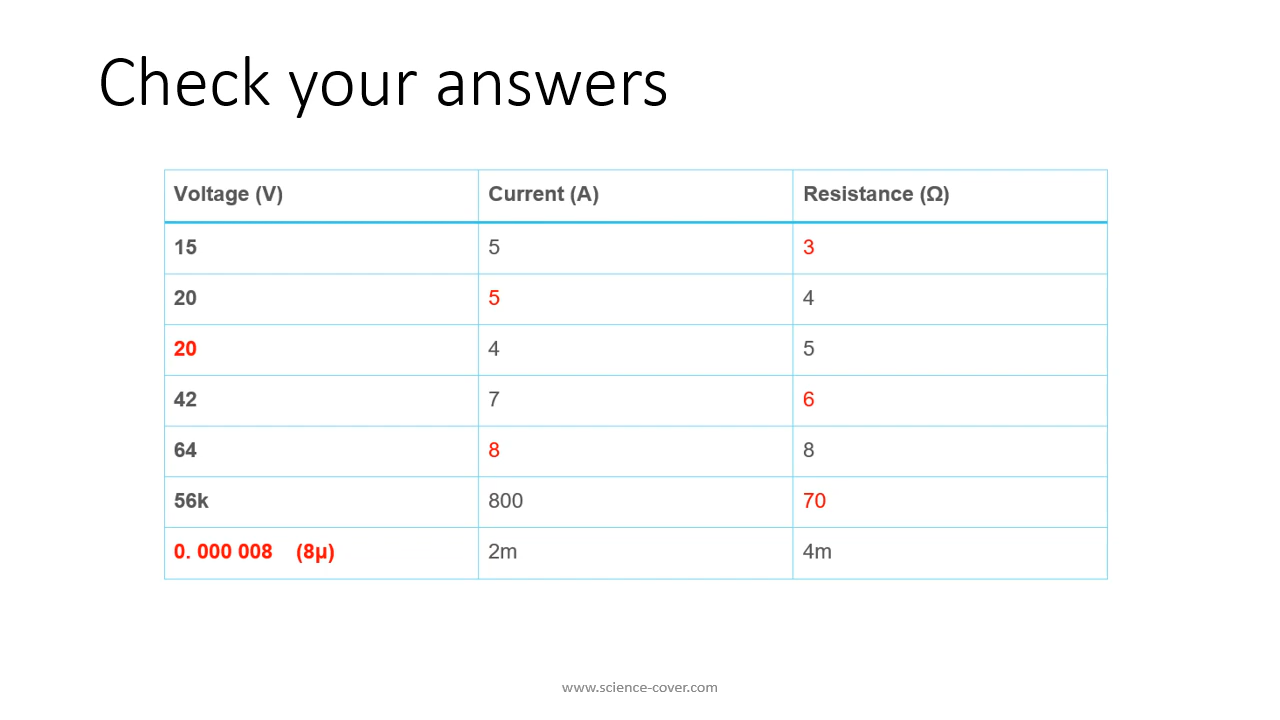 Check your answers
Voltage (V) Current (A) Resistance (Ω)
15 5 3
20 5 4
20 4 5
42 7 6
64 8 8
56k 800 70
0. 000 008 (8μ) 2m 4m
www.science-cover.com